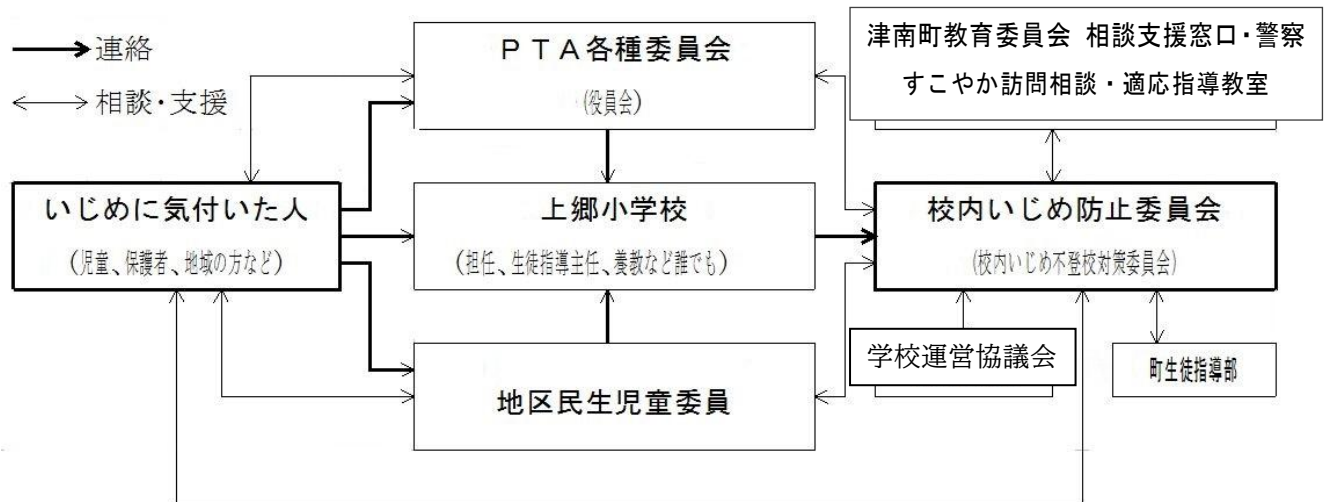 連絡
相談・支援
ＰＴＡ各種委員会
(役員会)
津南町教育委員会 相談支援窓口・警察
すこやか訪問相談・適応指導教室
いじめに気付いた人
(児童、保護者、地域の方など)
上郷小学校
(担任、生徒指導主任、養教など誰でも)
校内いじめ防止委員会
(校内いじめ不登校対策委員会)
地区民生児童委員
学校運営協議会
町生徒指導部